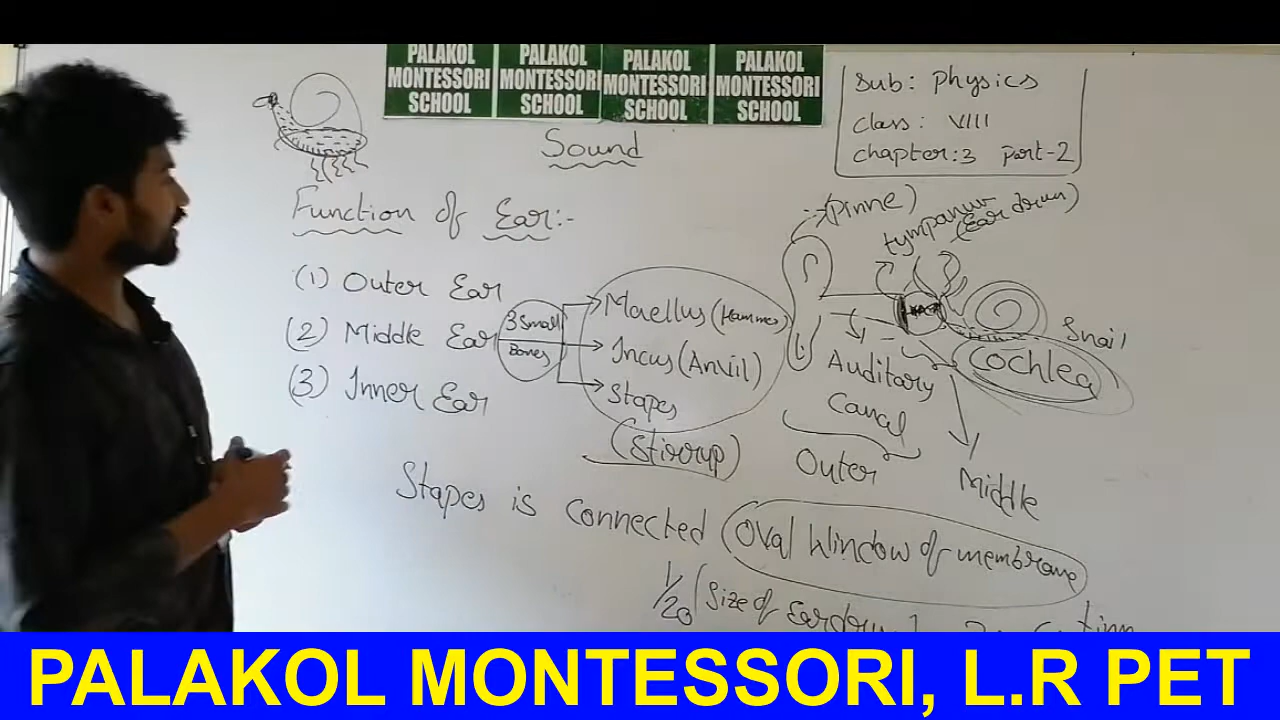 PALAKOL MONTESSORI SCHOOL
PALAKOL MONTESSORI SCHOOL
PALAKOL MONTESSORI SCHOOL
PALAKOL MONTESSORI SCHOOL
Sub: Physics
Class: VIII
Chapter:3 Part-2
Sound
Function of Ear:-
(1) Outer Ear
(2) Middle Ear
(3) Inner Ear
3 Small
Bones
Maellus (Hammer)
Incus (Anvil)
Stapes
(Stirrup)
(Pinne)
tympanum
(Ear drum)
Auditory
Canal
Outer
Snail
Cochlea
Middle
Stapes is connected Oval Window of membrane
1/20 (Size of Eardrum)
PALAKOL MONTESSORI, L.R PET